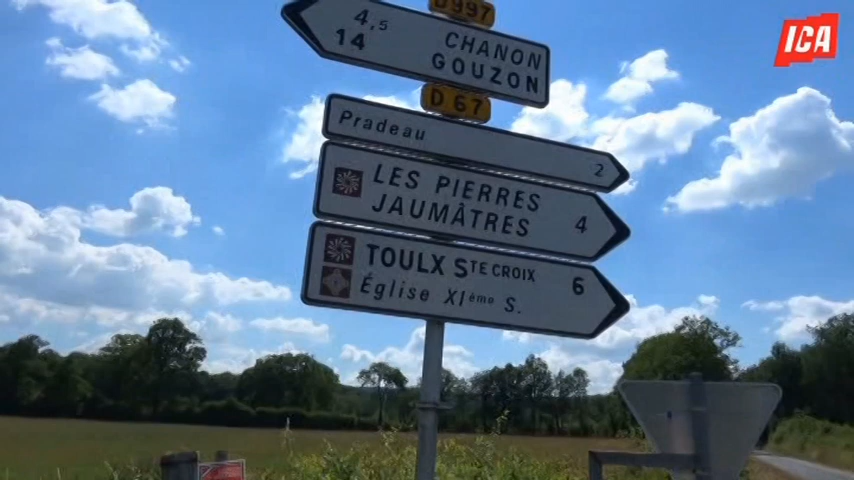 D997
ICA
4,5 CHANON
14 GOUZON
D 67
Pradeau 2
LES PIERRES
JAUMÂTRES 4
TOULX STE CROIX 6
Église XIème S.